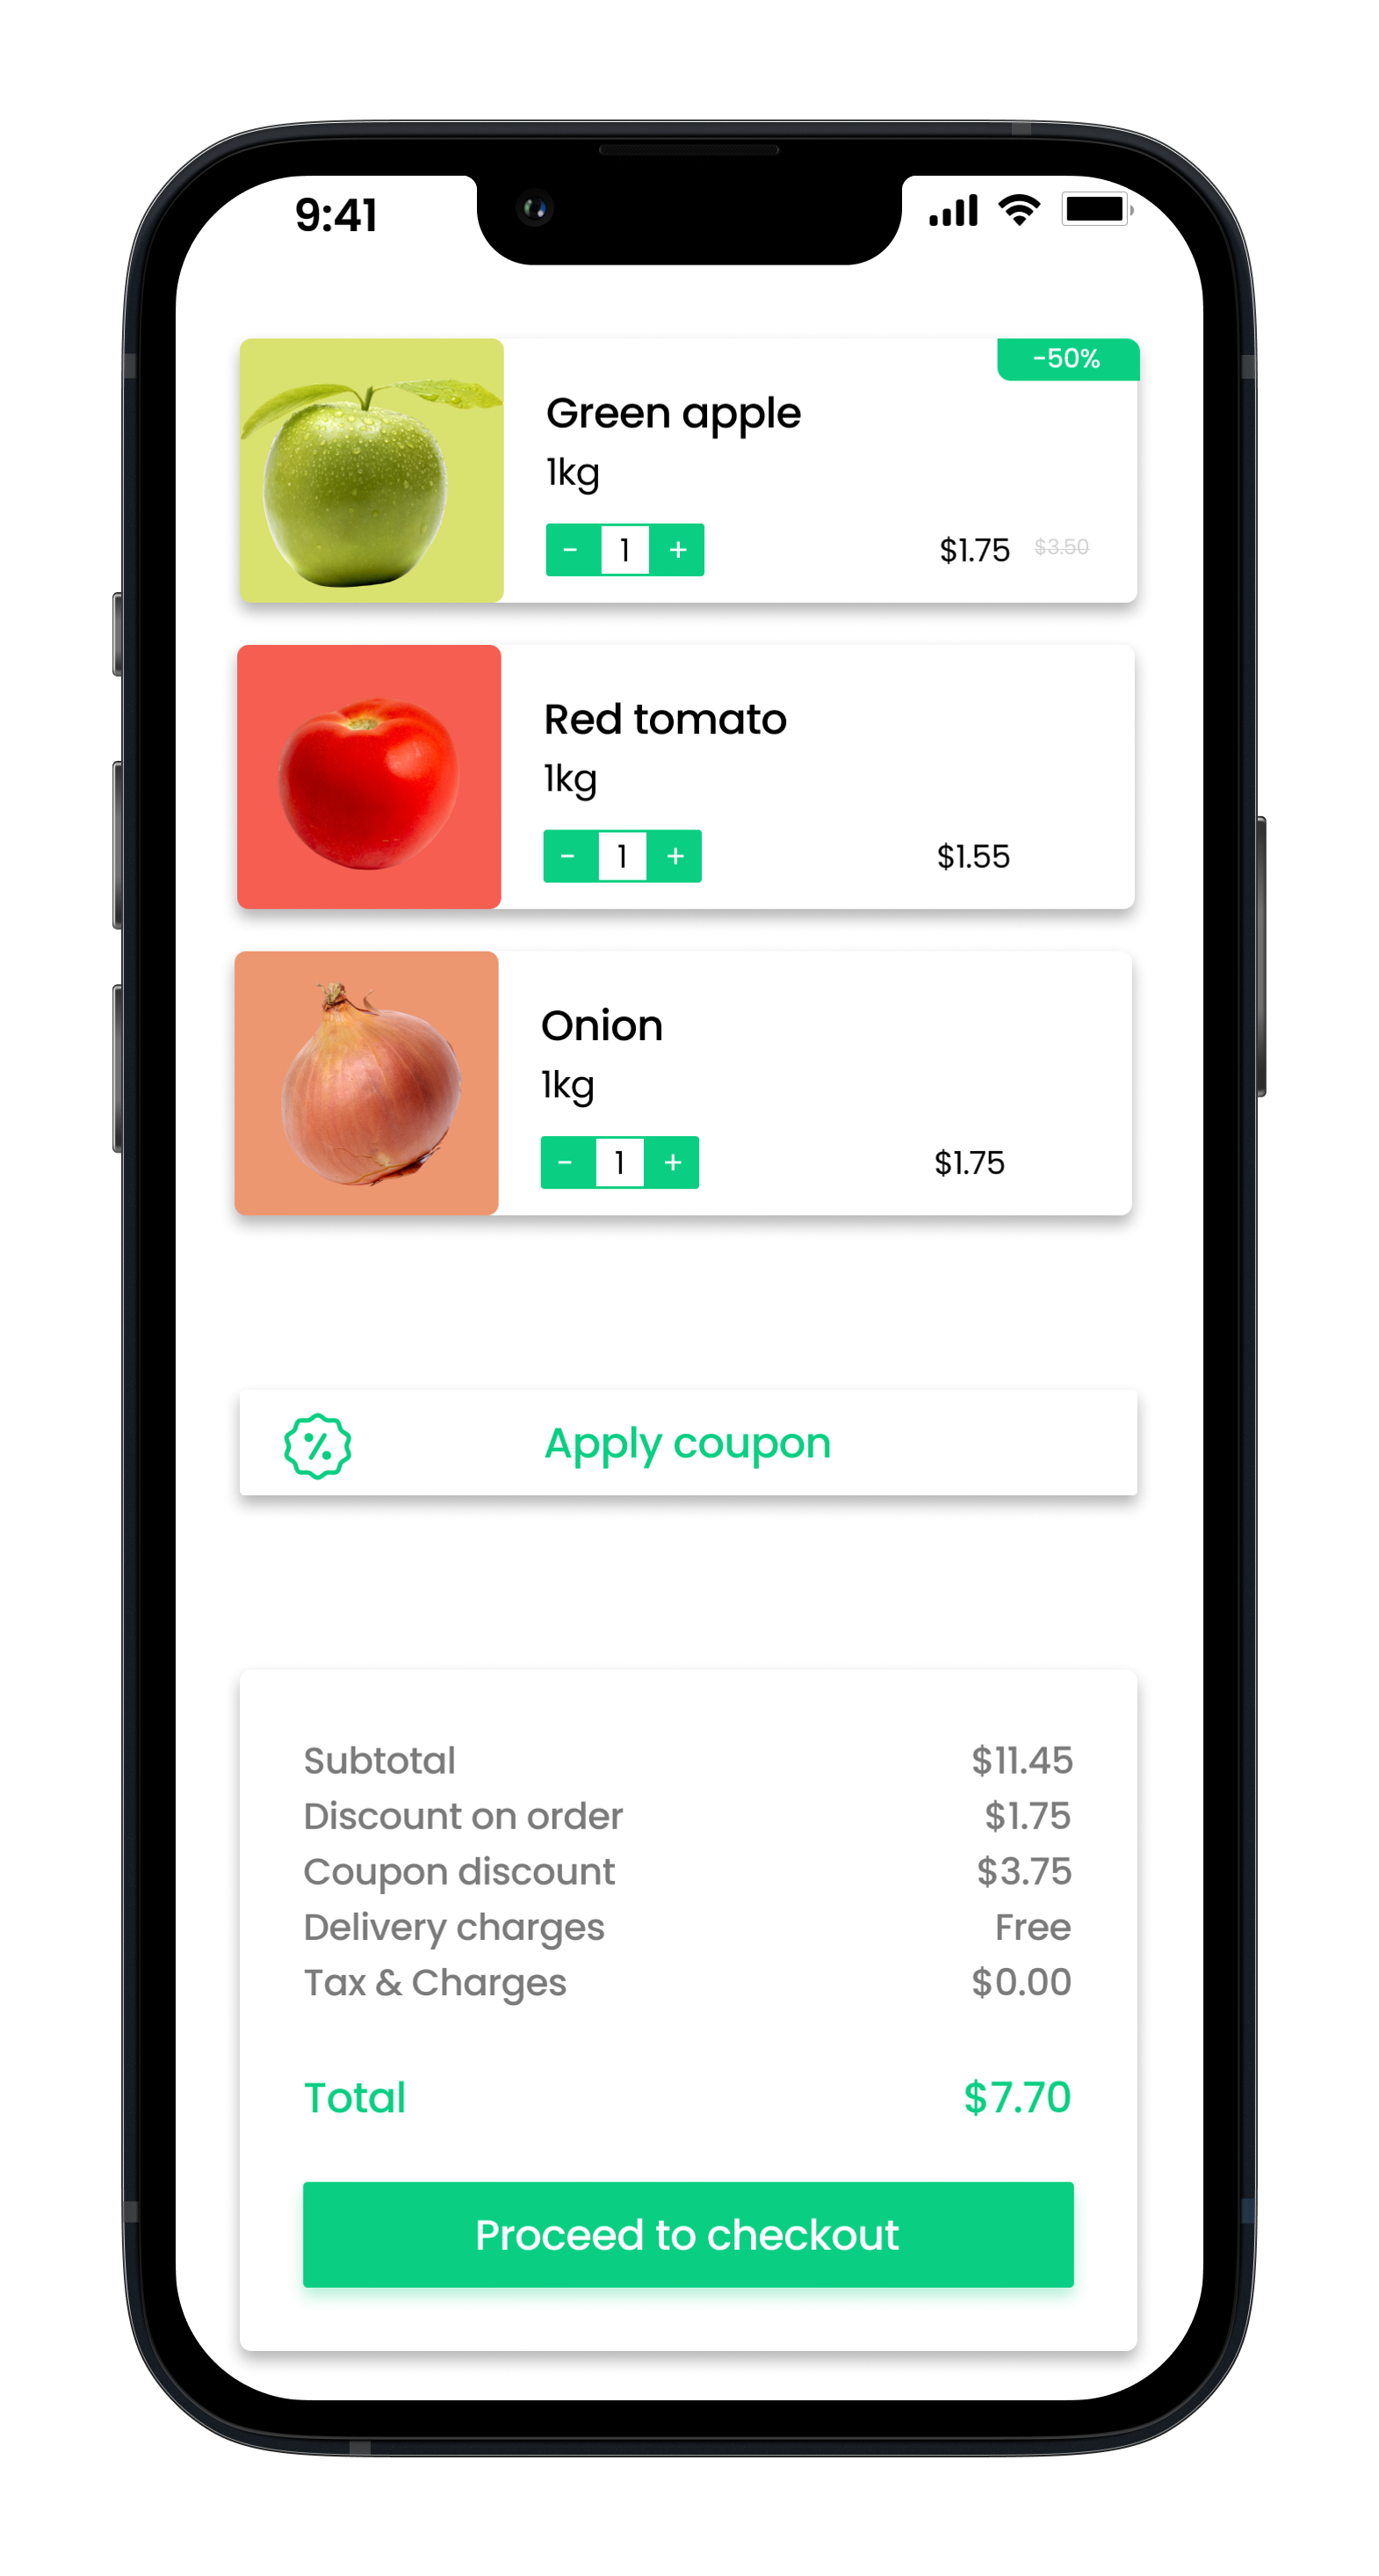 9:41
-50%
Green apple
1kg
- 1 +
$1.75 $3.50
Red tomato
1kg
- 1 +
$1.55
Onion
1kg
- 1 +
$1.75
% Apply coupon
Subtotal $11.45
Discount on order $1.75
Coupon discount $3.75
Delivery charges Free
Tax & Charges $0.00
Total $7.70
Proceed to checkout